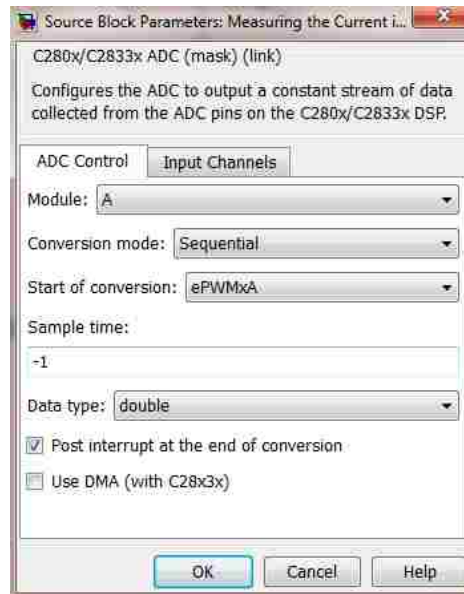 Source Block Parameters: Measuring the Current i...
C280x/C2833x ADC (mask) (link)
Configures the ADC to output a constant stream of data
collected from the ADC pins on the C280x/C2833x DSP.
ADC Control Input Channels
Module: A
Conversion mode: Sequential
Start of conversion: ePWMxA
Sample time:
-1
Data type: double
Post interrupt at the end of conversion
Use DMA (with C28x3x)
OK Cancel Help